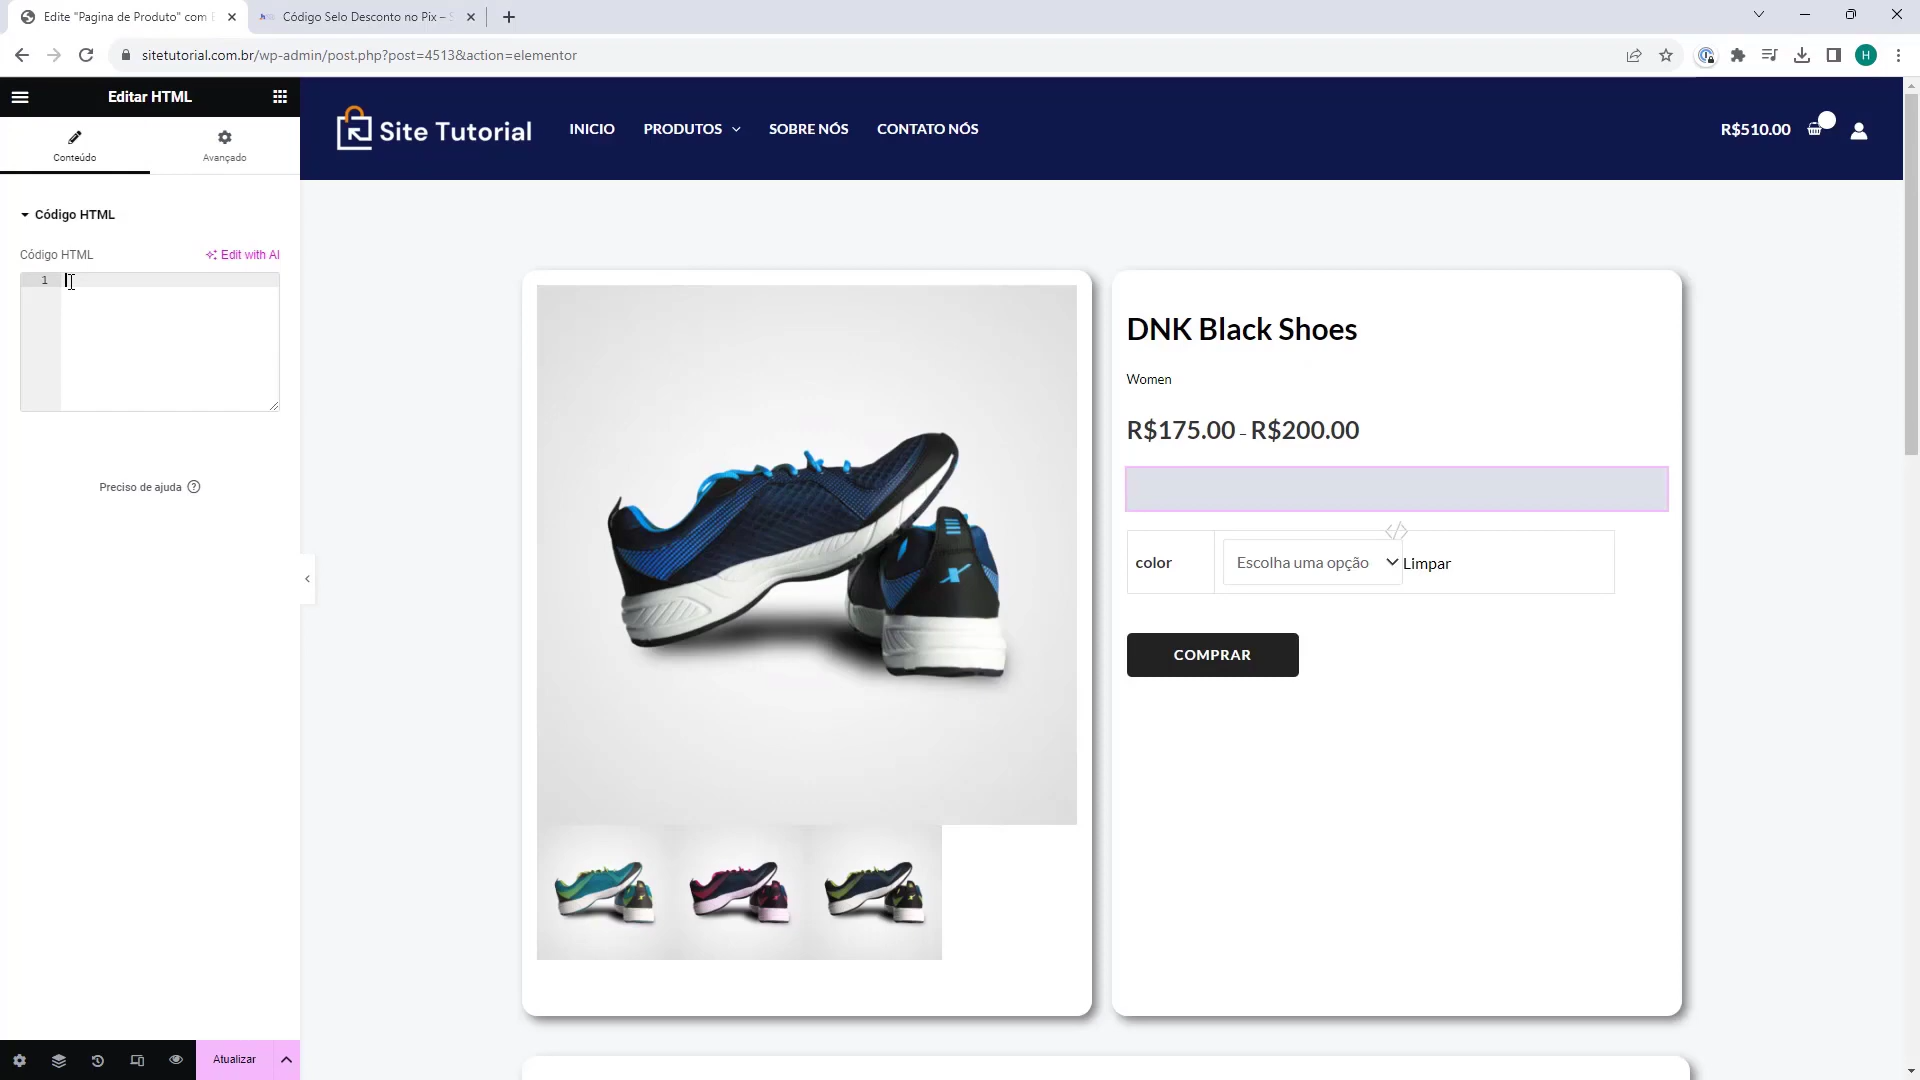 Edite "Pagina de Produto" com
Código Selo Desconto no Pix –
sitetutorial.com.br/wp-admin/post.php?post=4513&action=elementor
H
Editar HTML
Conteúdo
Avançado
Código HTML
Código HTML
Edit with AI
1
Preciso de ajuda
Atualizar
Site Tutorial
INICIO
PRODUTOS
SOBRE NÓS
CONTATO NÓS
R$510.00
DNK Black Shoes
Women
R$175.00 – R$200.00
color
Escolha uma opção
Limpar
COMPRAR